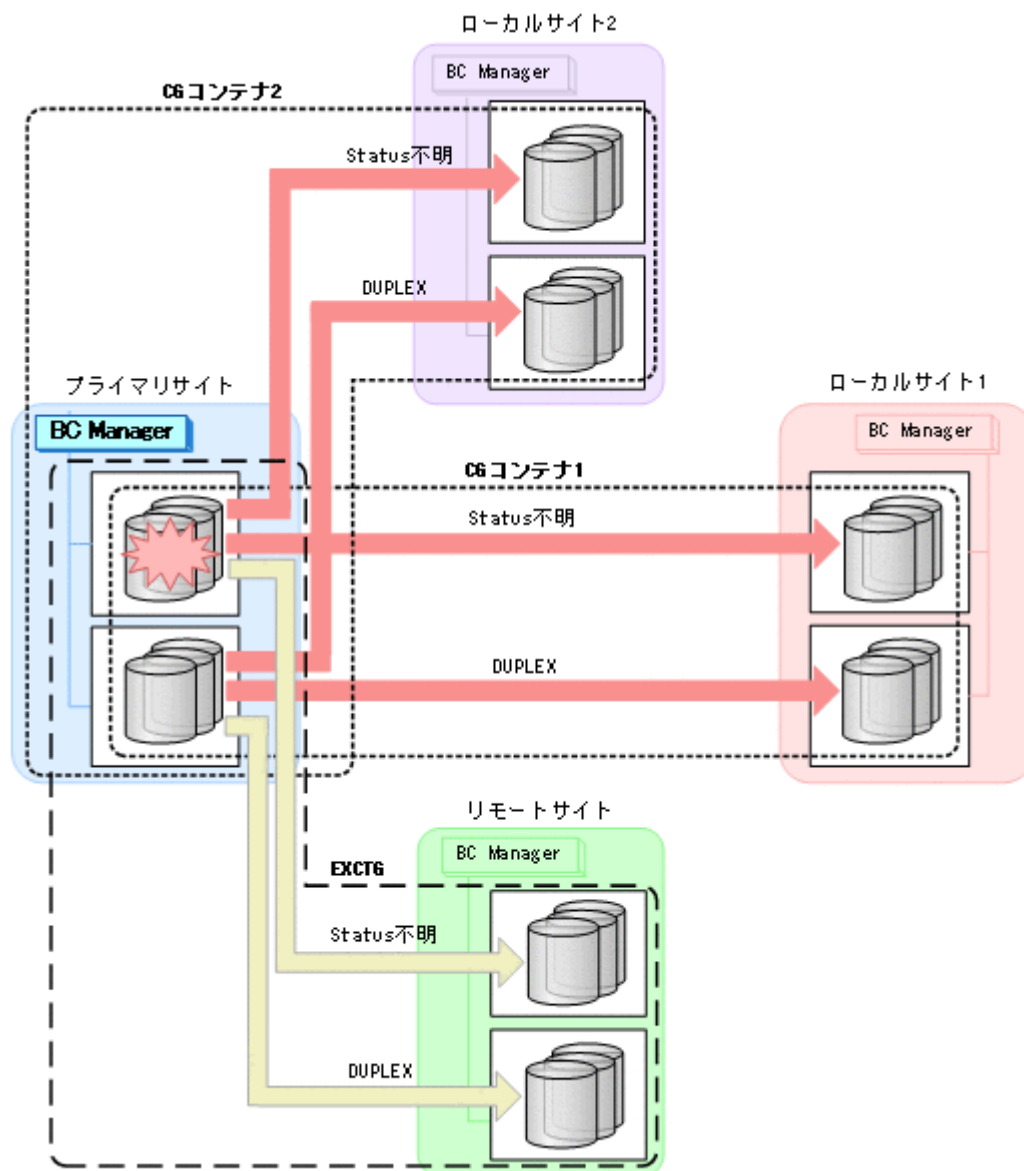 ローカルサイト2
BC Manager
CGコンテナ2
Status不明
DUPLEX
プライマリサイト
BC Manager
ローカルサイト1
BC Manager
CGコンテナ1
Status不明
DUPLEX
リモートサイト
BC Manager
EXCTG
Status不明
DUPLEX